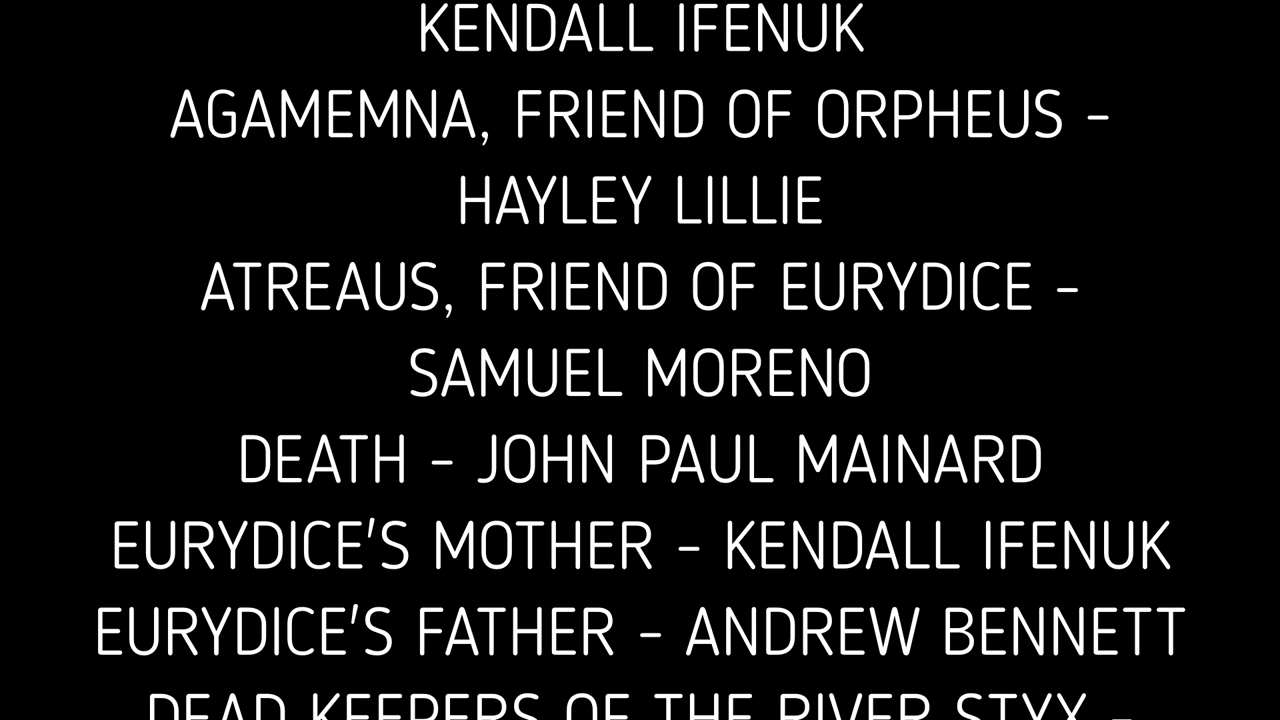 KENDALL IFENUK
AGAMEMNA, FRIEND OF ORPHEUS -
HAYLEY LILLIE
ATREAUS, FRIEND OF EURYDICE -
SAMUEL MORENO
DEATH - JOHN PAUL MAINARD
EURYDICE'S MOTHER - KENDALL IFENUK
EURYDICE'S FATHER - ANDREW BENNETT
DEAD KEEPERS OF THE RIVER STYX -